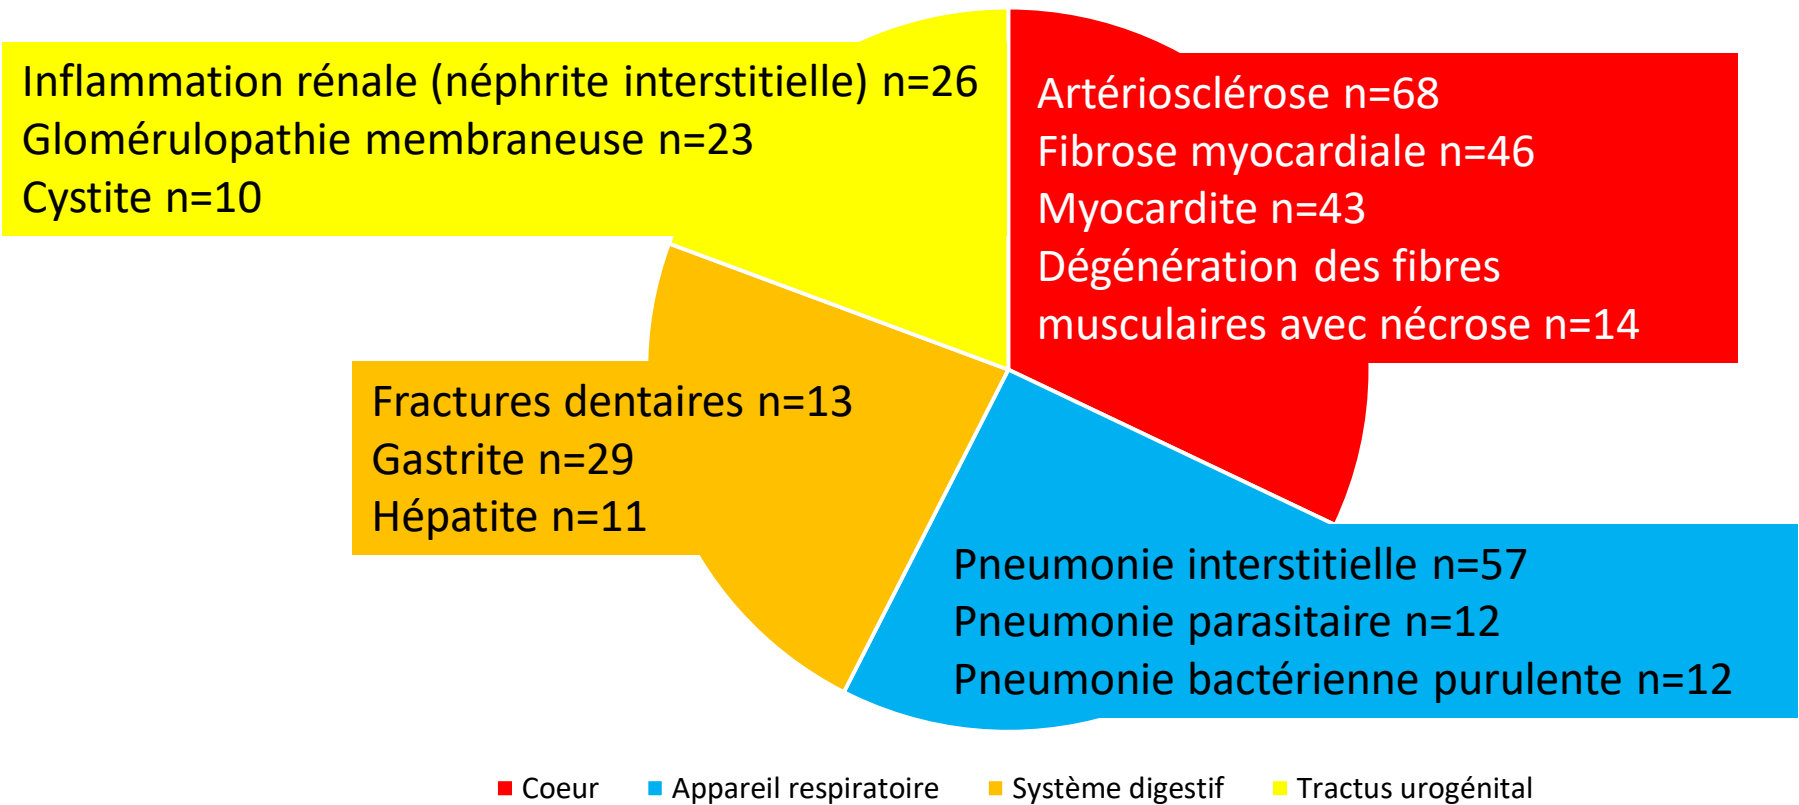 Inflammation rénale (néphrite interstitielle) n=26
Glomérulopathie membraneuse n=23
Cystite n=10
Artériosclérose n=68
Fibrose myocardiale n=46
Myocardite n=43
Dégénération des fibres
musculaires avec nécrose n=14
Fractures dentaires n=13
Gastrite n=29
Hépatite n=11
Pneumonie interstitielle n=57
Pneumonie parasitaire n=12
Pneumonie bactérienne purulente n=12
Coeur Appareil respiratoire Système digestif Tractus urogénital